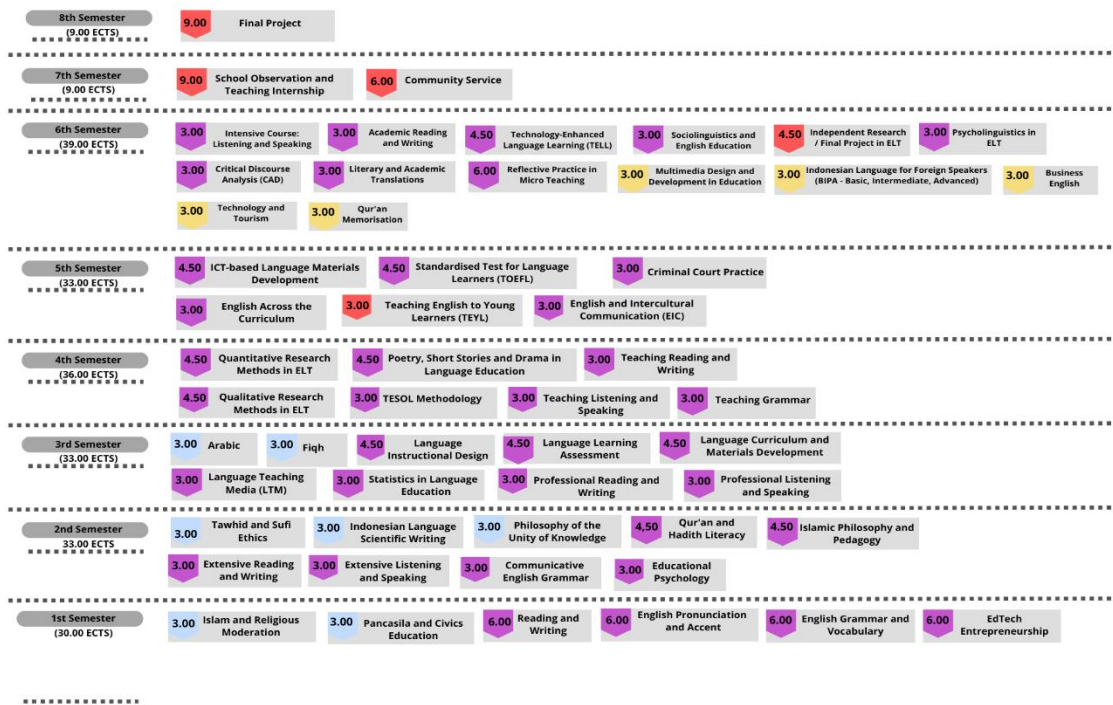 8th Semester
(9.00 ECTS)
9.00 Final Project
7th Semester
(9.00 ECTS)
9.00 School Observation and
Teaching Internship
6.00 Community Service
6th Semester
(39.00 ECTS)
3.00 Intensive Course:
Listening and Speaking
3.00 Academic Reading
and Writing
4.50 Technology-Enhanced
Language Learning (TELL)
3.00 Sociolinguistics and
English Education
4.50 Independent Research
/ Final Project in ELT
3.00 Psycholinguistics in
ELT
3.00 Critical Discourse
Analysis (CAD)
3.00 Literary and Academic
Translations
6.00 Reflective Practice in
Micro Teaching
3.00 Multimedia Design and
Development in Education
3.00 Indonesian Language for Foreign Speakers
(BIPA - Basic, Intermediate, Advanced)
3.00 Business
English
3.00 Technology and
Tourism
3.00 Qur'an
Memorisation
5th Semester
(33.00 ECTS)
4.50 ICT-based Language Materials
Development
4.50 Standardised Test for Language
Learners (TOEFL)
3.00 Criminal Court Practice
3.00 English Across the
Curriculum
3.00 Teaching English to Young
Learners (TEYL)
3.00 English and Intercultural
Communication (EIC)
4th Semester
(36.00 ECTS)
4.50 Quantitative Research
Methods in ELT
4.50 Poetry, Short Stories and Drama in
Language Education
3.00 Teaching Reading and
Writing
4.50 Qualitative Research
Methods in ELT
3.00 TESOL Methodology
3.00 Teaching Listening and
Speaking
3.00 Teaching Grammar
3rd Semester
(33.00 ECTS)
3.00 Arabic
3.00 Fiqh
4.50 Language
Instructional Design
4.50 Language Learning
Assessment
4.50 Language Curriculum and
Materials Development
3.00 Language Teaching
Media (LTM)
3.00 Statistics in Language
Education
3.00 Professional Reading and
Writing
3.00 Professional Listening
and Speaking
2nd Semester
33.00 ECTS
3.00 Tawhid and Sufi
Ethics
3.00 Indonesian Language
Scientific Writing
3.00 Philosophy of the
Unity of Knowledge
4,50 Qur'an and
Hadith Literacy
4.50 Islamic Philosophy and
Pedagogy
3.00 Extensive Reading
and Writing
3.00 Extensive Listening
and Speaking
3.00 Communicative
English Grammar
3.00 Educational
Psychology
1st Semester
(30.00 ECTS)
3.00 Islam and Religious
Moderation
3.00 Pancasila and Civics
Education
6.00 Reading and
Writing
6.00 English Pronunciation
and Accent
6.00 English Grammar and
Vocabulary
6.00 EdTech
Entrepreneurship